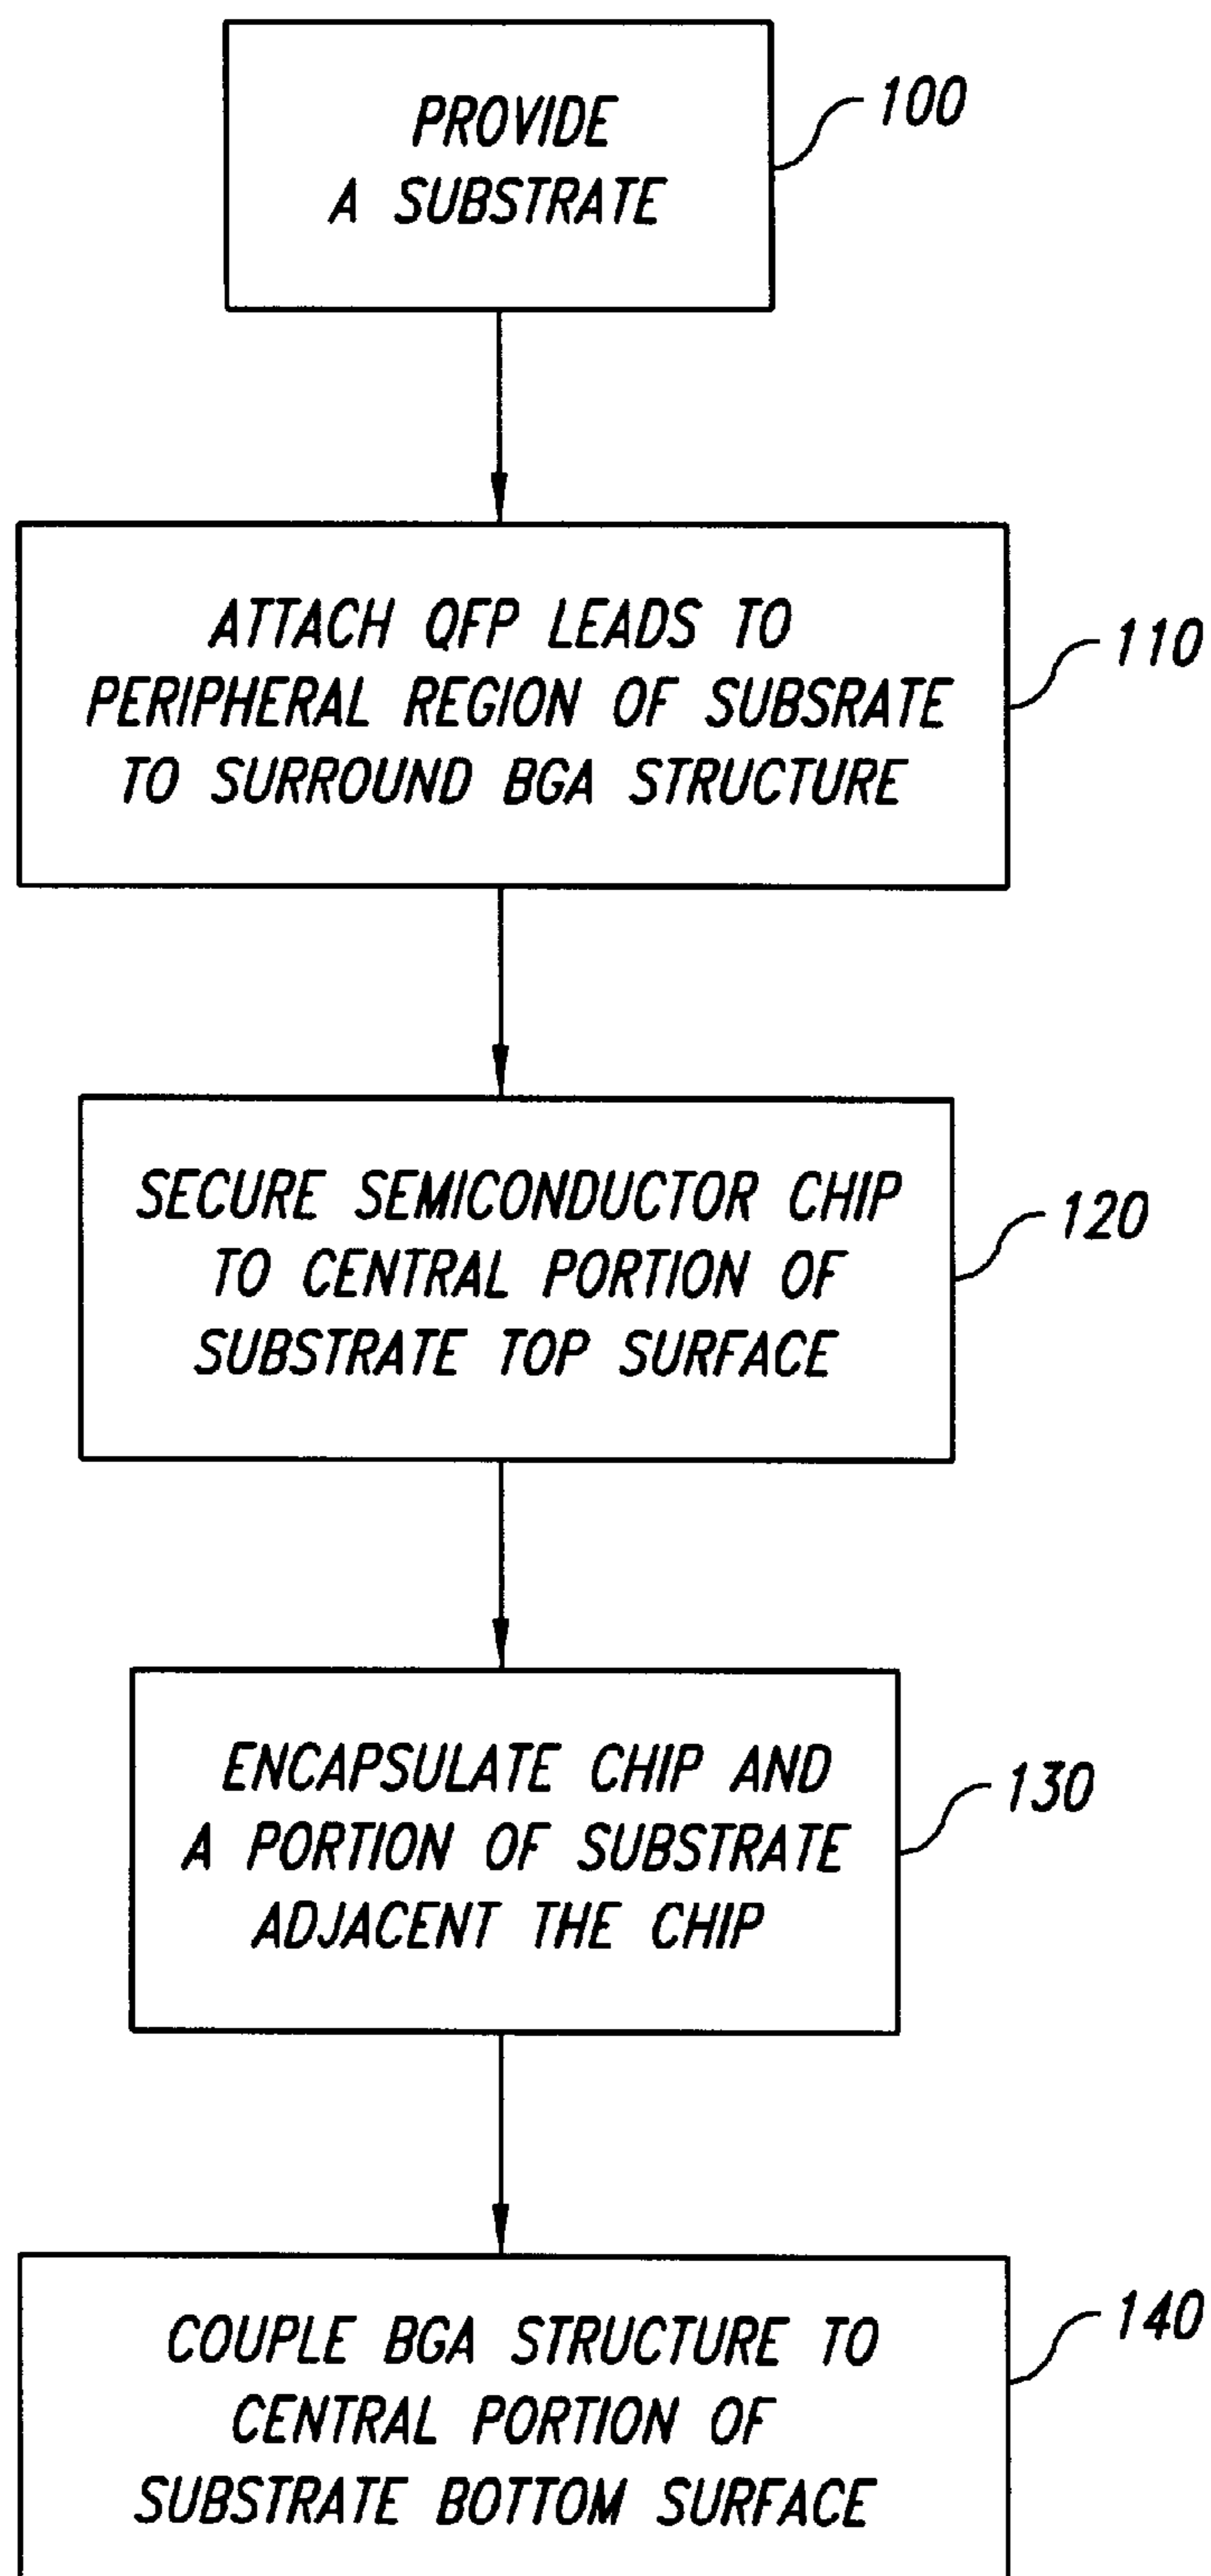 PROVIDE
A SUBSTRATE
100
ATTACH QFP LEADS TO
PERIPHERAL REGION OF SUBSRATE
TO SURROUND BGA STRUCTURE
110
SECURE SEMICONDUCTOR CHIP
TO CENTRAL PORTION OF
SUBSTRATE TOP SURFACE
120
ENCAPSULATE CHIP AND
A PORTION OF SUBSTRATE
ADJACENT THE CHIP
130
COUPLE BGA STRUCTURE TO
CENTRAL PORTION OF
SUBSTRATE BOTTOM SURFACE
140